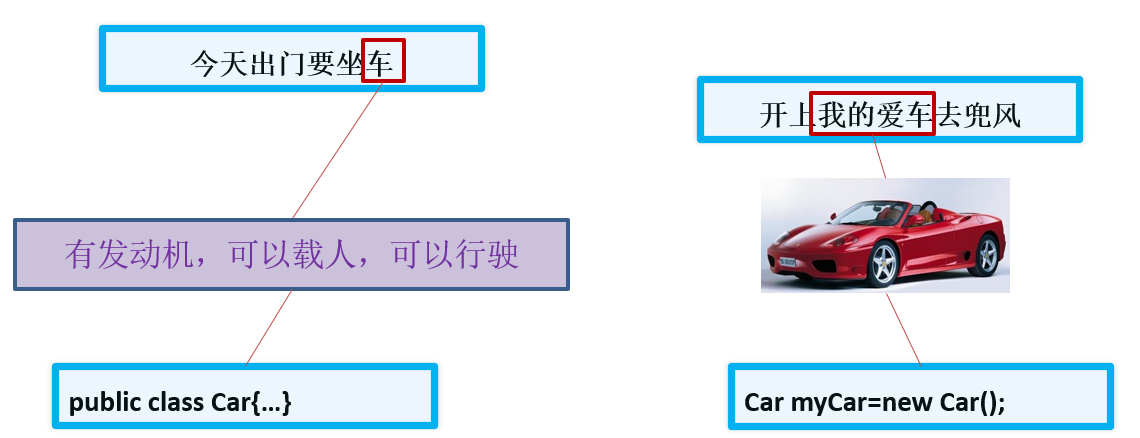 今天出门要坐车
开上我的爱车去兜风
有发动机，可以载人，可以行驶
public class Car{…}
Car myCar=new Car();